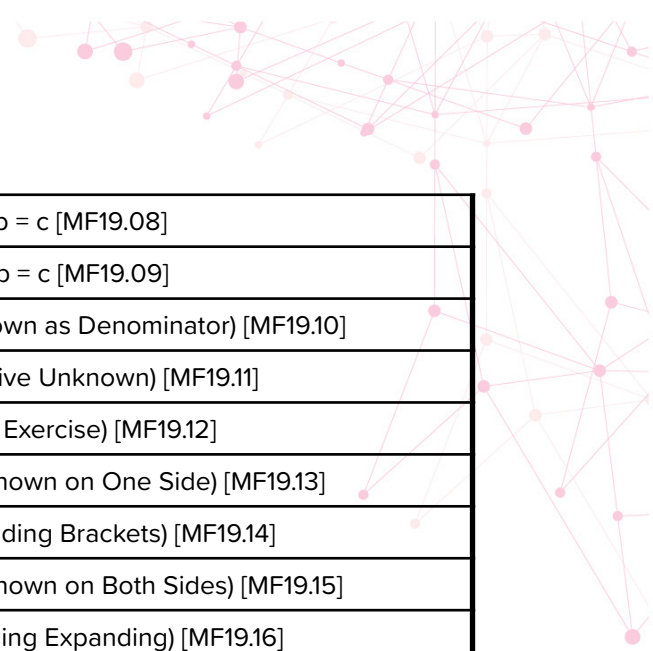 = c [MF19.08]
= c [MF19.09]
own as Denominator) [MF19.10]
ive Unknown) [MF19.11]
Exercise) [MF19.12]
nown on One Side) [MF19.13]
ding Brackets) [MF19.14]
nown on Both Sides) [MF19.15]
ing Expanding) [MF19.16]